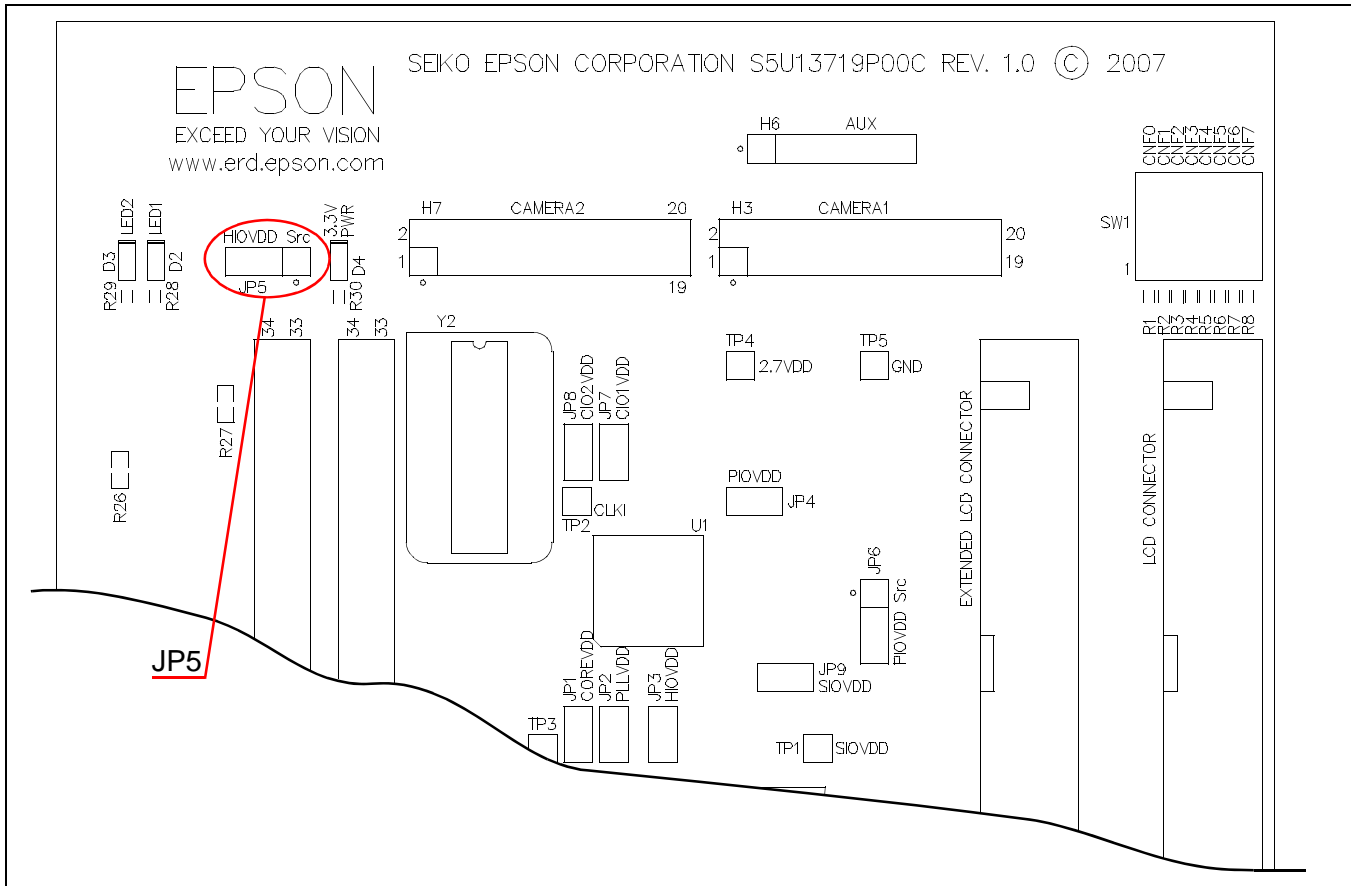 SEIKO EPSON CORPORATION S5U13719P00C REV. 1.0 © 2007
EPSON
EXCEED YOUR VISION
www.erd.epson.com
H6 AUX
CNF0
CNF1
CNF2
CNF3
CNF4
CNF5
CNF6
CNF7
LED2
LED1
HIOVDD Src
3.3V
PWR
H7 CAMERA2 20
H3 CAMERA1 20
2
1
19
2
1
19
SW1
1
D3
D2
JP5
D4
R29
R28
R30
R1
R2
R3
R4
R5
R6
R7
R8
34
33
34
33
Y2
TP4
2.7VDD
TP5
GND
R27
R26
JP8
CIO2VDD
JP7
CIO1VDD
TP2
CLKI
PIOVDD
JP4
U1
EXTENDED LCD CONNECTOR
LCD CONNECTOR
JP6
Src
PIOVDD
JP5
JP1
COREVDD
JP2
PLLVDD
JP3
HIOVDD
JP9
SIOVDD
TP3
TP1
SIOVDD